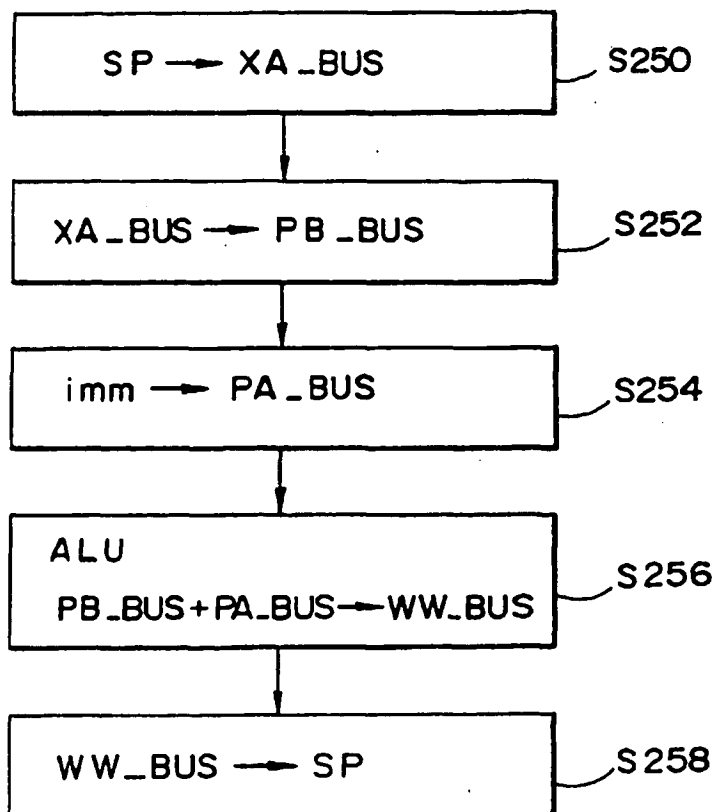 SP → XA_BUS
S250
XA_BUS → PB_BUS
S252
imm → PA_BUS
S254
ALU
PB_BUS+PA_BUS→WW_BUS
S256
WW_BUS → SP
S258